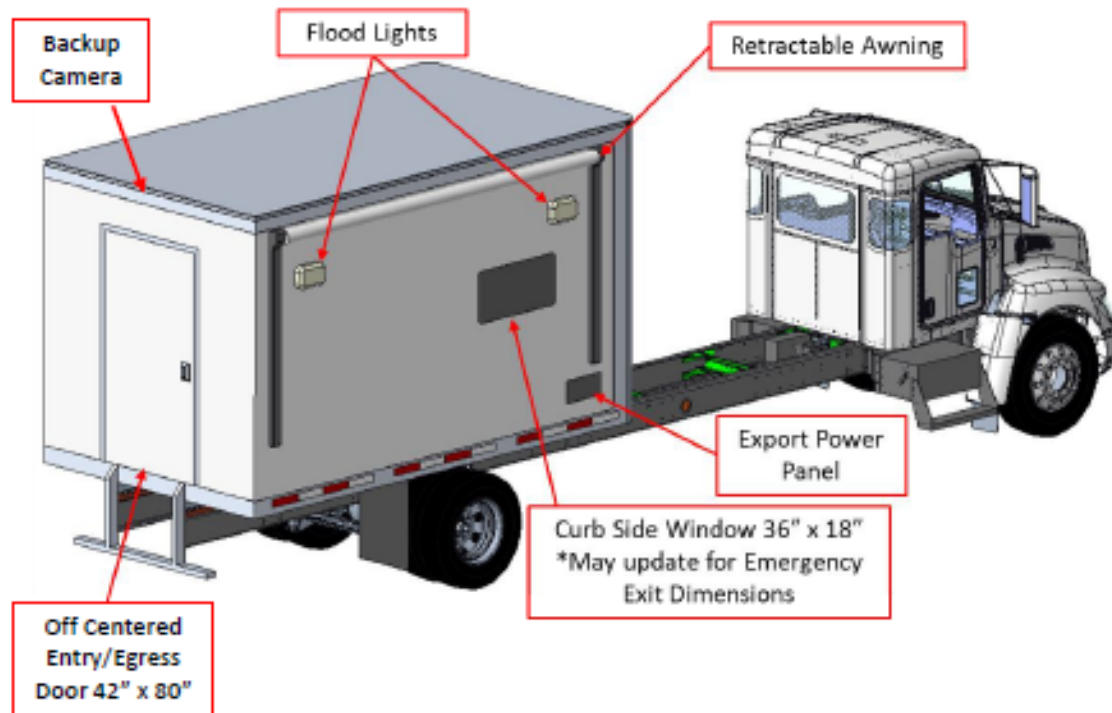 Backup
Camera
Flood Lights
Retractable Awning
Export Power
Panel
Curb Side Window 36” x 18”
*May update for Emergency
Exit Dimensions
Off Centered
Entry/Egress
Door 42” x 80”